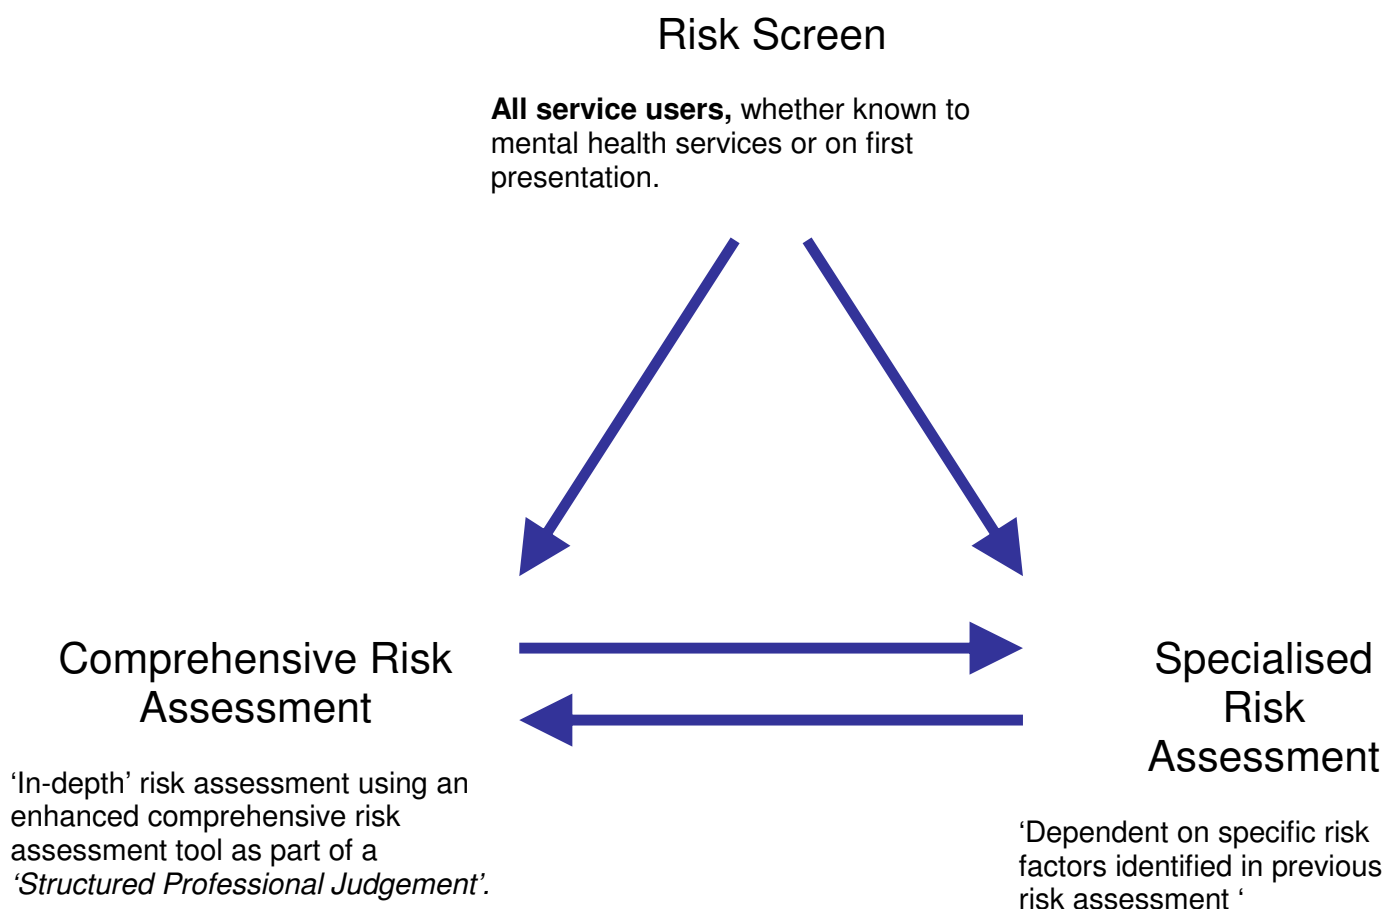 Risk Screen
All service users, whether known to
mental health services or on first
presentation.
Comprehensive Risk
Assessment
‘In-depth’ risk assessment using an
enhanced comprehensive risk
assessment tool as part of a
‘Structured Professional Judgement’.
Specialised
Risk
Assessment
‘Dependent on specific risk
factors identified in previous
risk assessment ‘